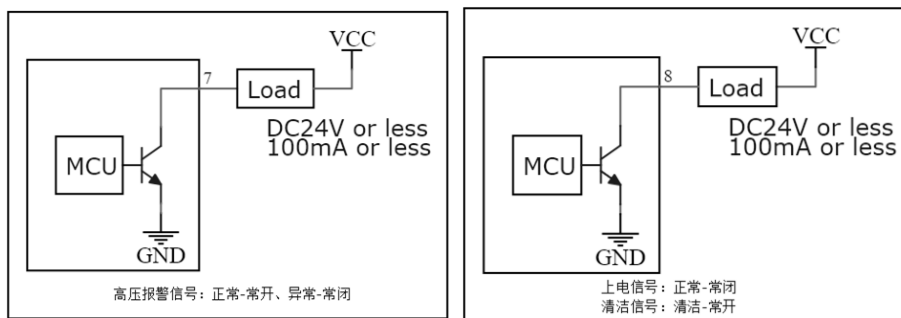 VCC
7
Load
DC24V or less
100mA or less
MCU
GND
高压报警信号：正常-常开、异常-常闭
VCC
8
Load
DC24V or less
100mA or less
MCU
GND
上电信号：正常-常闭
清洁信号：清洁-常开